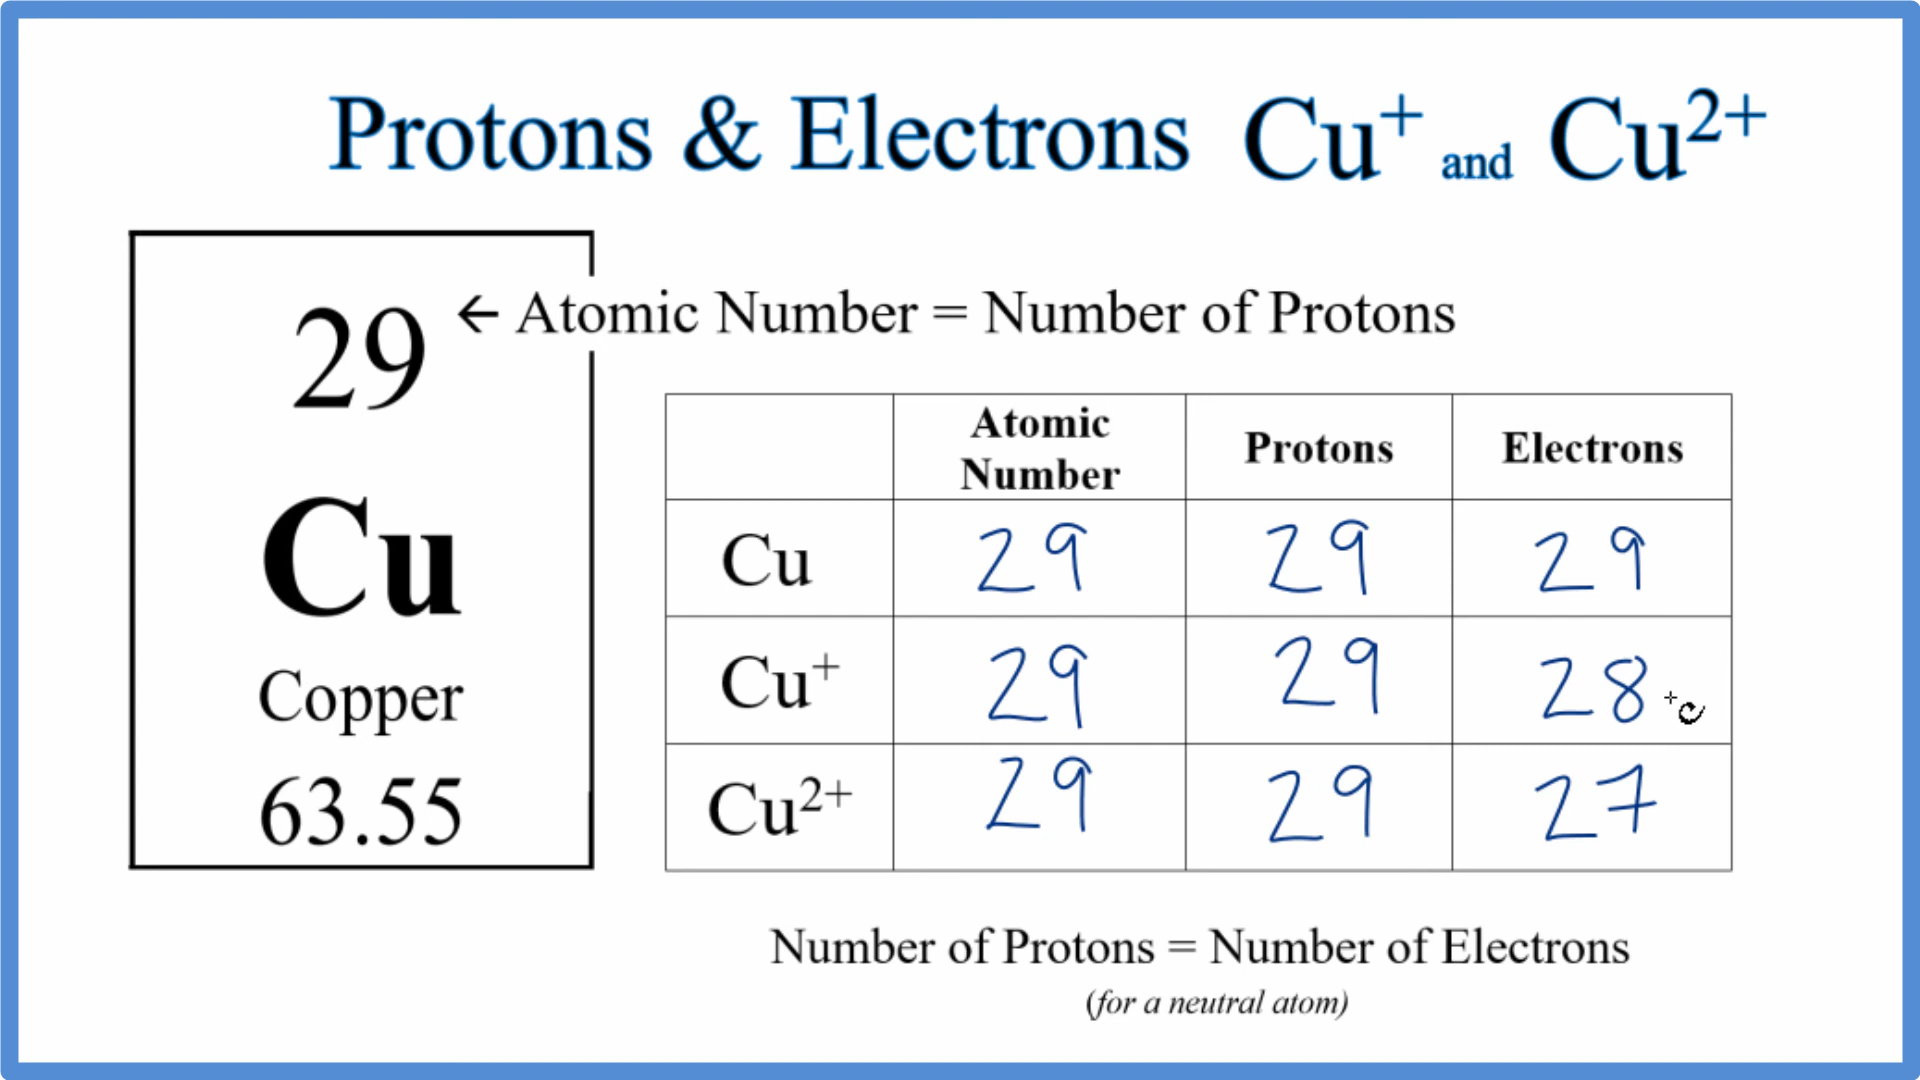 Protons & Electrons Cu⁺ and Cu²⁺
29 ← Atomic Number = Number of Protons
Cu
Copper
63.55
Atomic Number Protons Electrons
Cu 29 29 29
Cu⁺ 29 29 28
Cu²⁺ 29 29 27
Number of Protons = Number of Electrons
(for a neutral atom)